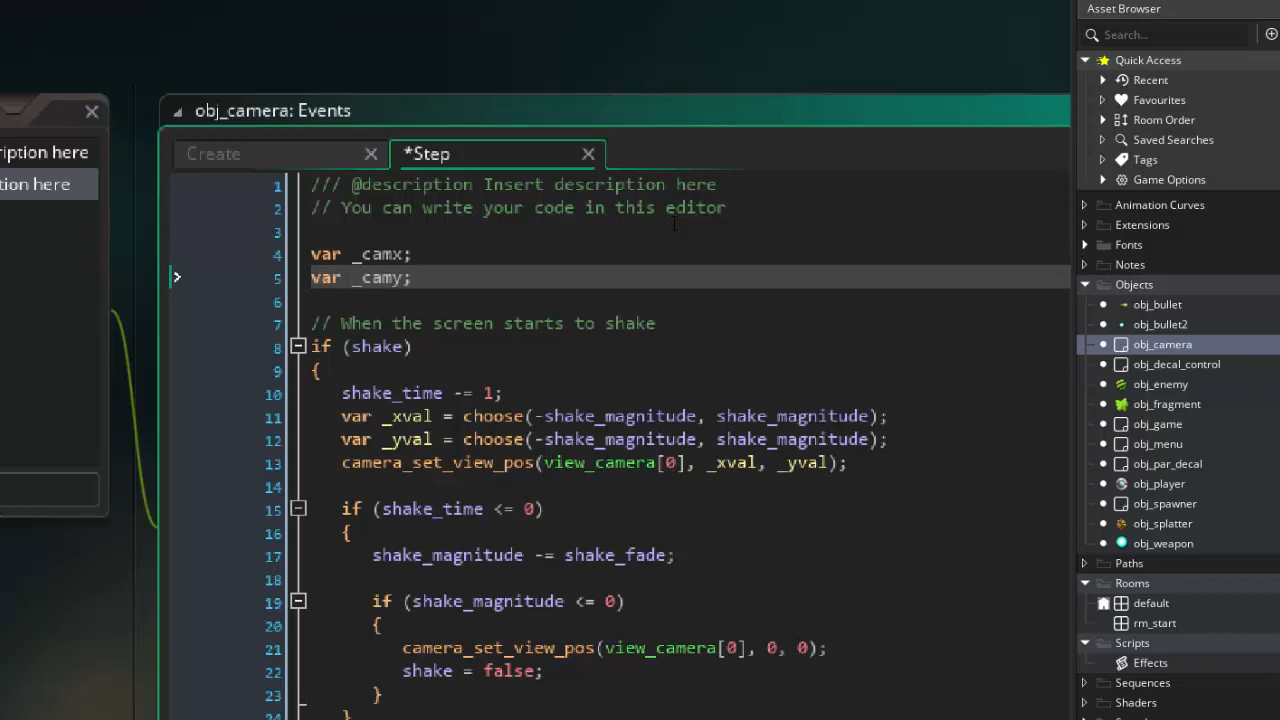 Asset Browser
Search...
Quick Access
Recent
Favourites
Room Order
Saved Searches
Tags
Game Options
Animation Curves
Extensions
Fonts
Notes
Objects
obj_bullet
obj_bullet2
obj_camera
obj_decal_control
obj_enemy
obj_fragment
obj_game
obj_menu
obj_par_decal
obj_player
obj_spawner
obj_splatter
obj_weapon
Paths
Rooms
default
rm_start
Scripts
Effects
Sequences
Shaders
ription here
ion here
obj_camera: Events
Create
*Step
1 /// @description Insert description here
2 // You can write your code in this editor
3
4 var _camx;
5 var _camy;
6
7 // When the screen starts to shake
8 if (shake)
9 {
10 shake_time -= 1;
11 var _xval = choose(-shake_magnitude, shake_magnitude);
12 var _yval = choose(-shake_magnitude, shake_magnitude);
13 camera_set_view_pos(view_camera[0], _xval, _yval);
14
15 if (shake_time <= 0)
16 {
17 shake_magnitude -= shake_fade;
18
19 if (shake_magnitude <= 0)
20 {
21 camera_set_view_pos(view_camera[0], 0, 0);
22 shake = false;
23 }
24 }